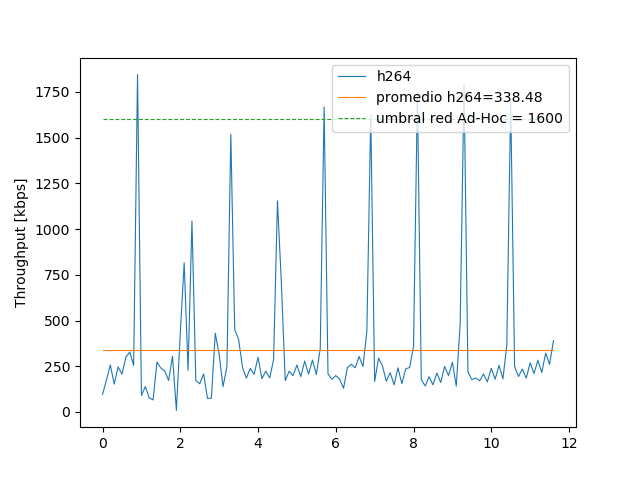 h264
promedio h264=338.48
umbral red Ad-Hoc = 1600
Throughput [kbps]
1750
1500
1250
1000
750
500
250
0
0 2 4 6 8 10 12